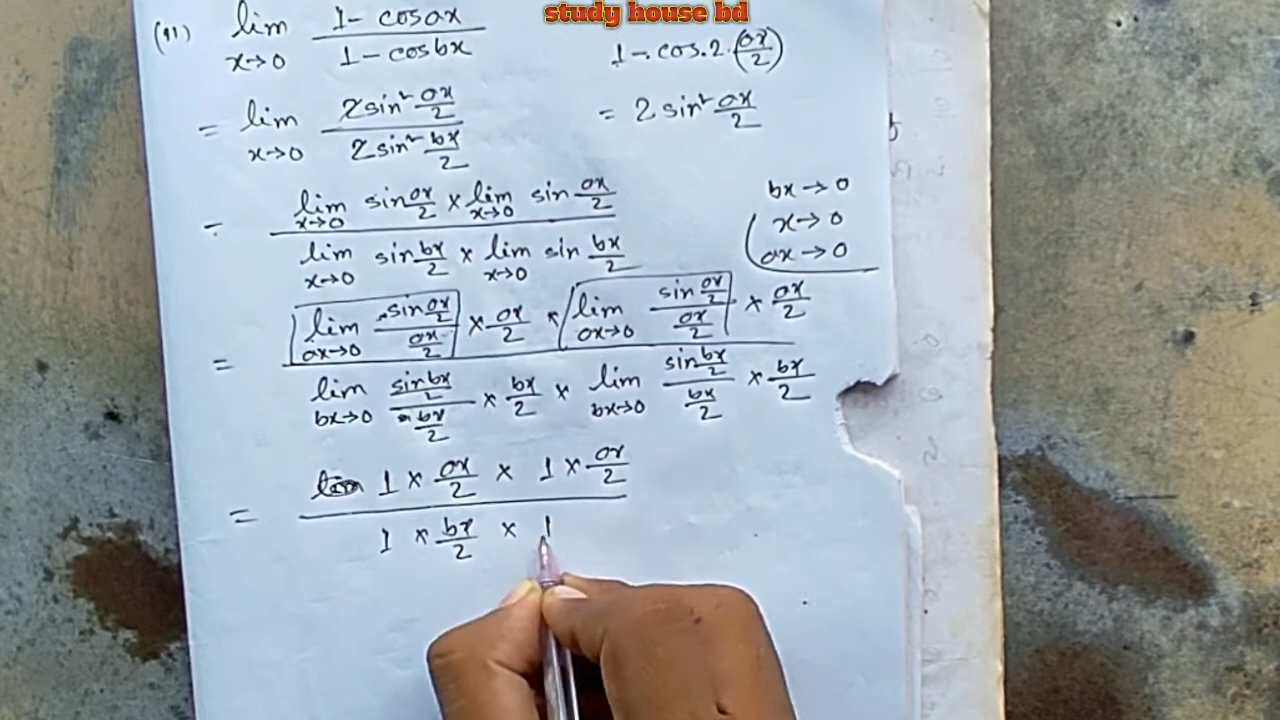 study house bd
(11) lim x→0 (1 - cosax)/(1 - cosbx)
1 - cos.2.(ax/2)
= lim x→0 (2sin² ax/2)/(2sin² bx/2)
= 2 sin² ax/2
= (lim x→0 sin ax/2 × lim x→0 sin ax/2)/(lim x→0 sin bx/2 × lim x→0 sin bx/2)
bx→0
x→0
ax→0
= (lim ax→0 (sin ax/2)/(ax/2) × ax/2 × lim ax→0 (sin ax/2)/(ax/2) × ax/2)/(lim bx→0 (sin bx/2)/(bx/2) × bx/2 × lim bx→0 (sin bx/2)/(bx/2) × bx/2)
= (1 × ax/2 × 1 × ax/2)/(1 × bx/2 × 1